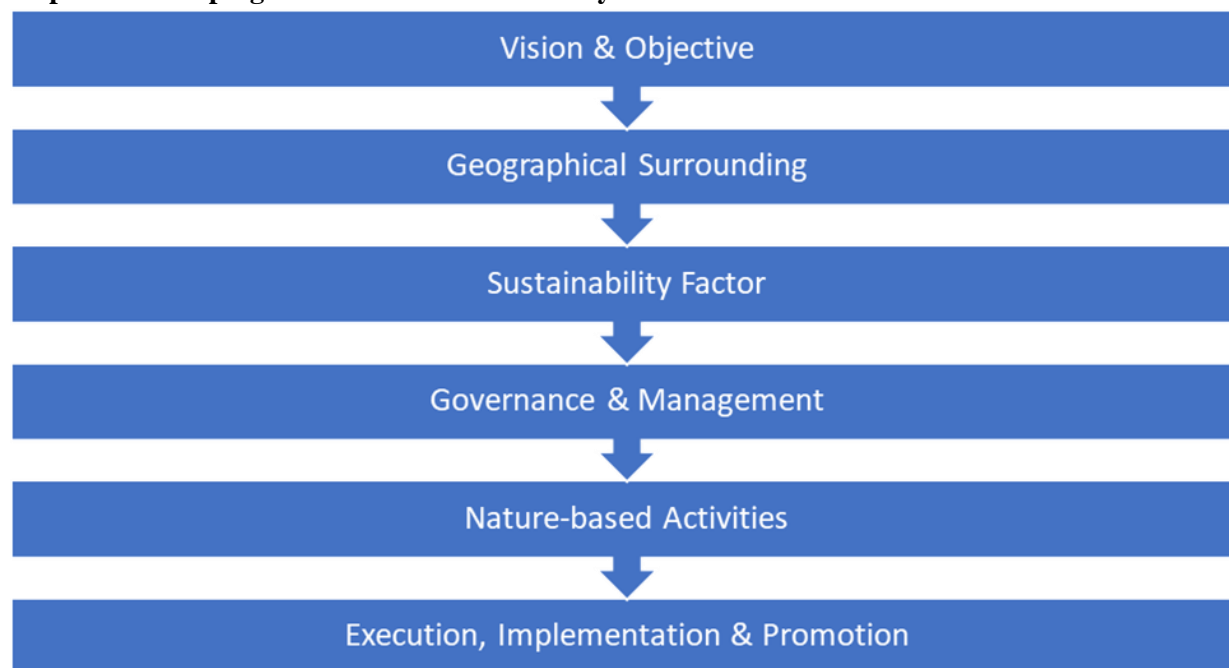 Vision & Objective
Geographical Surrounding
Sustainability Factor
Governance & Management
Nature-based Activities
Execution, Implementation & Promotion